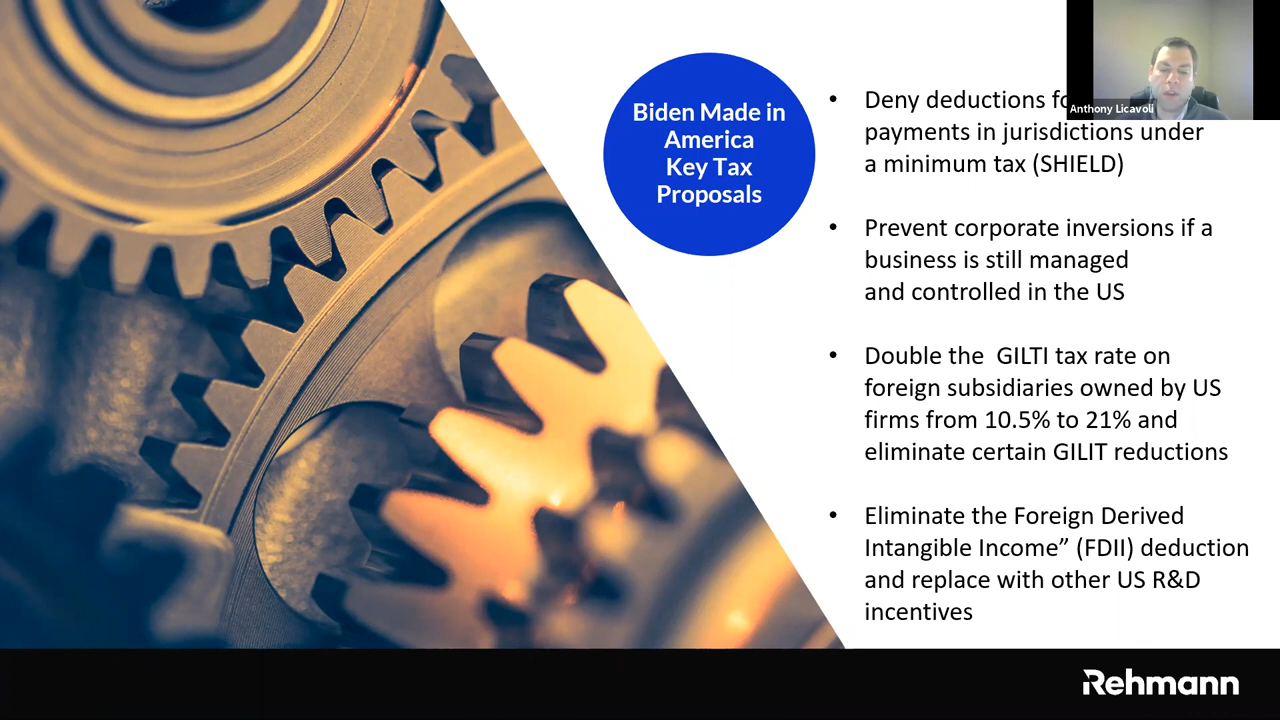 Biden Made in
America
Key Tax
Proposals
• Deny deductions
payments in jurisdictions under
a minimum tax (SHIELD)
• Prevent corporate inversions if a
business is still managed
and controlled in the US
• Double the  GILTI tax rate on
foreign subsidiaries owned by US
firms from 10.5% to 21% and
eliminate certain GILIT reductions
• Eliminate the Foreign Derived
Intangible Income” (FDII) deduction
and replace with other US R&D
incentives
Anthony Licavoli
Rehmann